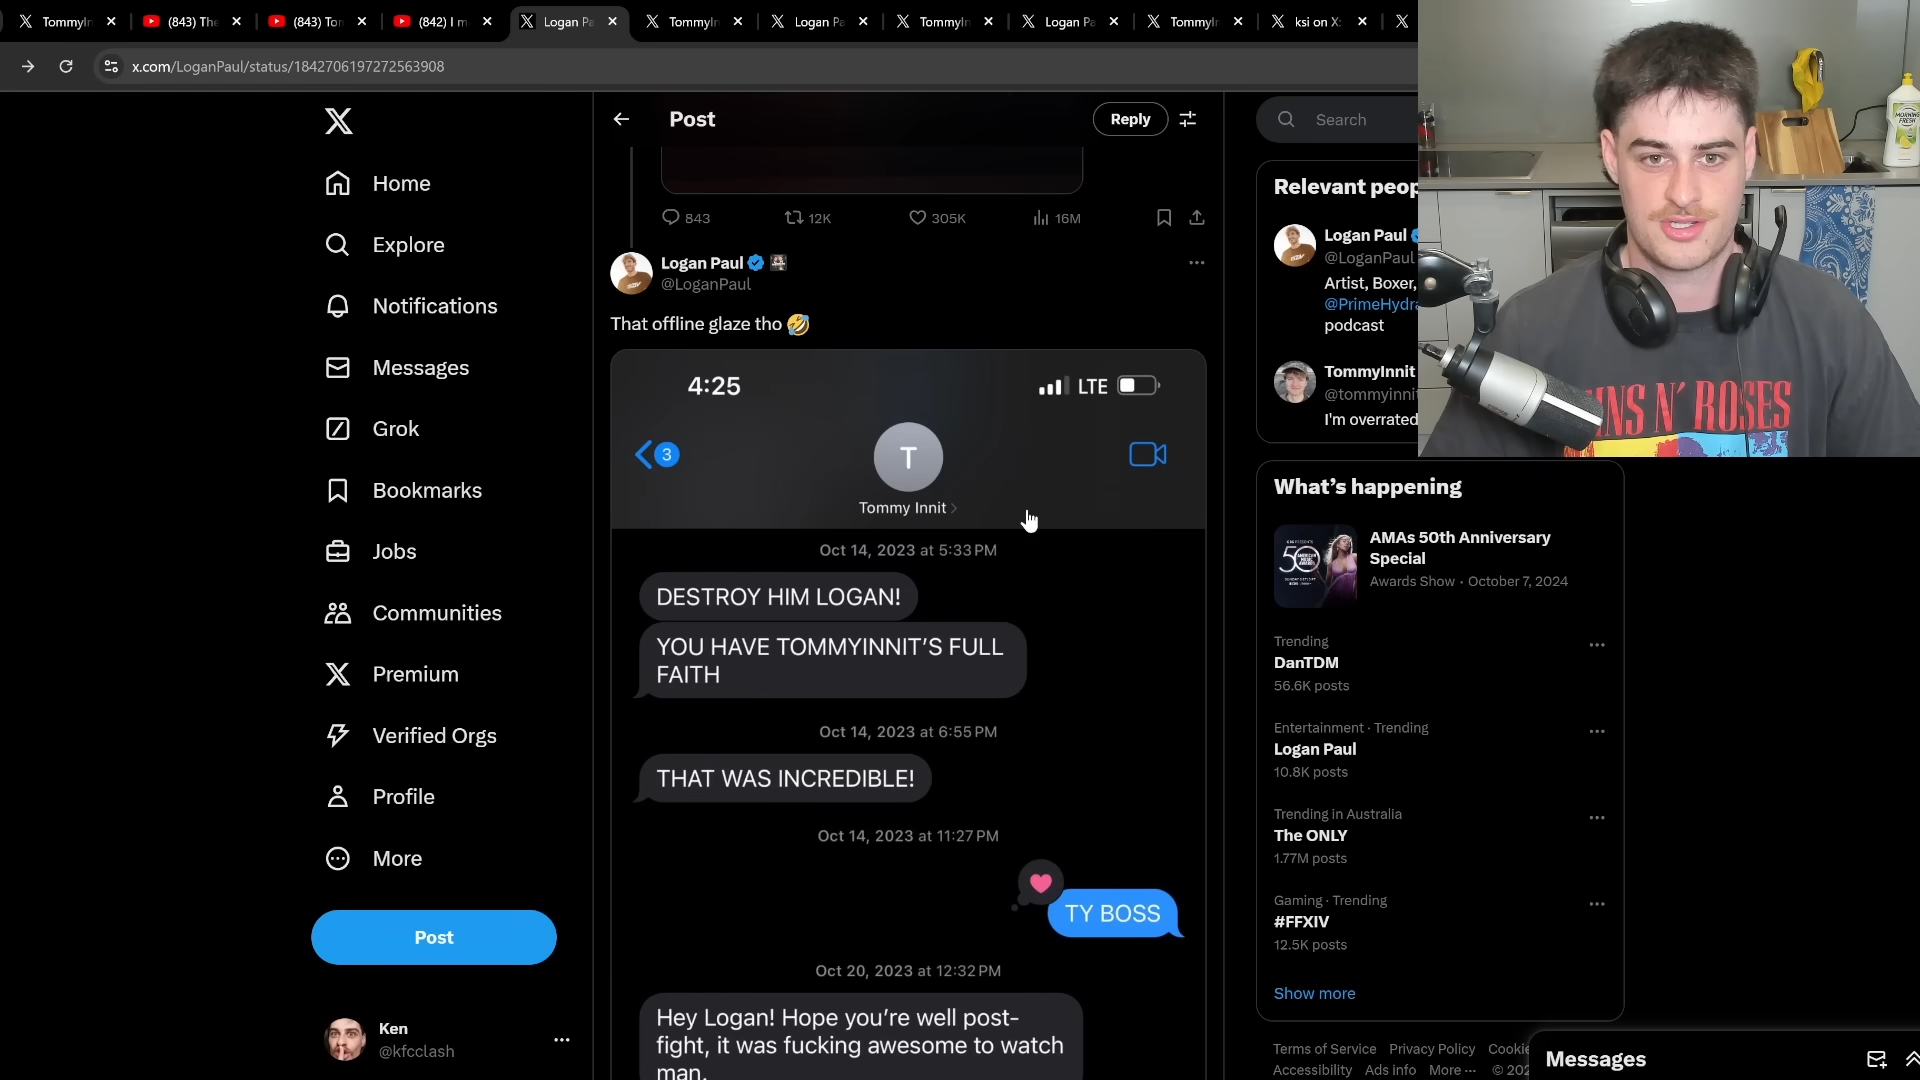 TommyIn
(843) The
(843) Tor
(842) I m
Logan Pa
TommyIn
Logan Pa
TommyIn
Logan Pa
TommyIn
ksi on X:
x.com/LoganPaul/status/1842706197272563908
Home
Explore
Notifications
Messages
Grok
Bookmarks
Jobs
Communities
Premium
Verified Orgs
Profile
More
Post
Ken
@kfcclash
Post
Reply
843
12K
305K
16M
Logan Paul
@LoganPaul
That offline glaze tho 🤣
4:25
LTE
3
T
Tommy Innit
Oct 14, 2023 at 5:33 PM
DESTROY HIM LOGAN!
YOU HAVE TOMMYINNIT'S FULL
FAITH
Oct 14, 2023 at 6:55 PM
THAT WAS INCREDIBLE!
Oct 14, 2023 at 11:27 PM
TY BOSS
Oct 20, 2023 at 12:32 PM
Hey Logan! Hope you're well post-
fight, it was fucking awesome to watch
man.
Search
Relevant peop
Logan Paul
@LoganPaul
Artist, Boxer,
@PrimeHydra
podcast
TommyInnit
@tommyinnit
I'm overrated
What's happening
AMAs 50th Anniversary
Special
Awards Show · October 7, 2024
Trending
DanTDM
56.6K posts
Entertainment · Trending
Logan Paul
10.8K posts
Trending in Australia
The ONLY
1.77M posts
Gaming · Trending
#FFXIV
12.5K posts
Show more
Terms of Service Privacy Policy Cookie
Accessibility Ads info More ··· © 202
Messages
NS N' ROSES
MORNING
FRESH